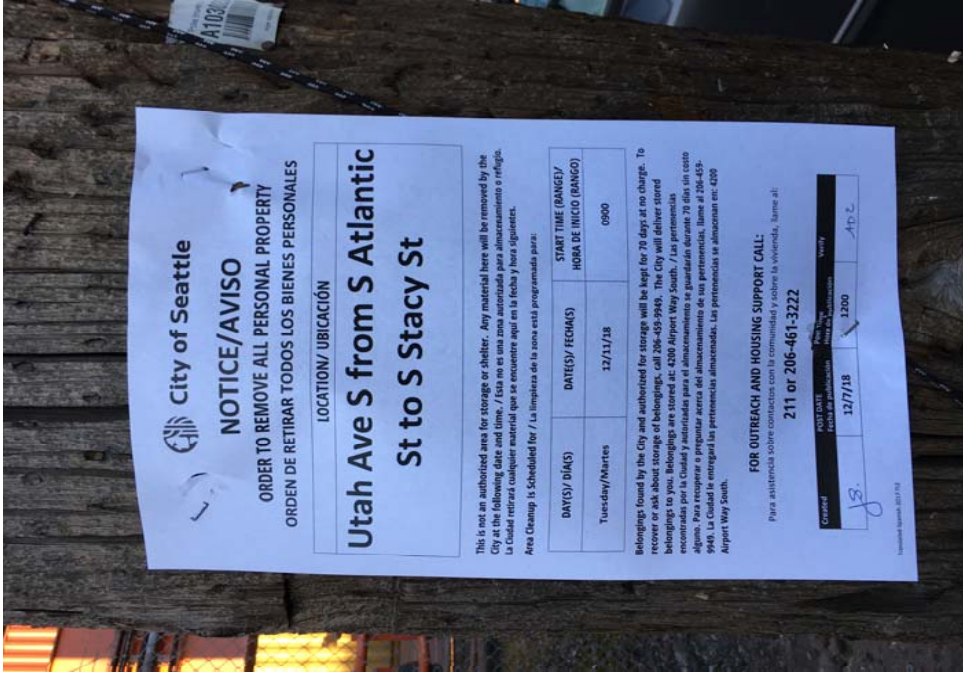 A1030
City of Seattle
NOTICE/AVISO
ORDER TO REMOVE ALL PERSONAL PROPERTY
ORDEN DE RETIRAR TODOS LOS BIENES PERSONALES
LOCATION/ UBICACIÓN
Utah Ave S from S Atlantic
St to S Stacy St
This is not an authorized area for storage or shelter. Any material here will be removed by the
City at the following date and time. / Esta no es una zona autorizada para almacenamiento o refugio.
La Ciudad retirará cualquier material que se encuentre aquí en la fecha y hora siguientes.
Area Cleanup is Scheduled for / La limpieza de la zona está programada para:
DAY(S)/ DÍA(S) DATE(S)/ FECHA(S) START TIME (RANGE)/
HORA DE INICIO (RANGO)
Tuesday/Martes 12/11/18 0900
Belongings found by the City and authorized for storage will be kept for 70 days at no charge. To
recover or ask about storage of belongings, call 206-459-9949. The City will deliver stored
belongings to you. Belongings are stored at: 4200 Airport Way South. / Las pertenencias
encontradas por la Ciudad y autorizadas para el almacenamiento se guardarán durante 70 días sin costo
alguno. Para recuperar o preguntar acerca del almacenamiento de sus pertenencias, llame al 206-459-
9949. La Ciudad le entregará las pertenencias almacenadas. Las pertenencias se almacenan en: 4200
Airport Way South.
FOR OUTREACH AND HOUSING SUPPORT CALL:
Para asistencia sobre contactos con la comunidad y sobre la vivienda, llame al:
211 or 206-461-3222
Created POST DATE Post Time Verify
Fecha de publicación Hora de publicación
12/7/18 1200
Translated Spanish 2017-7/2